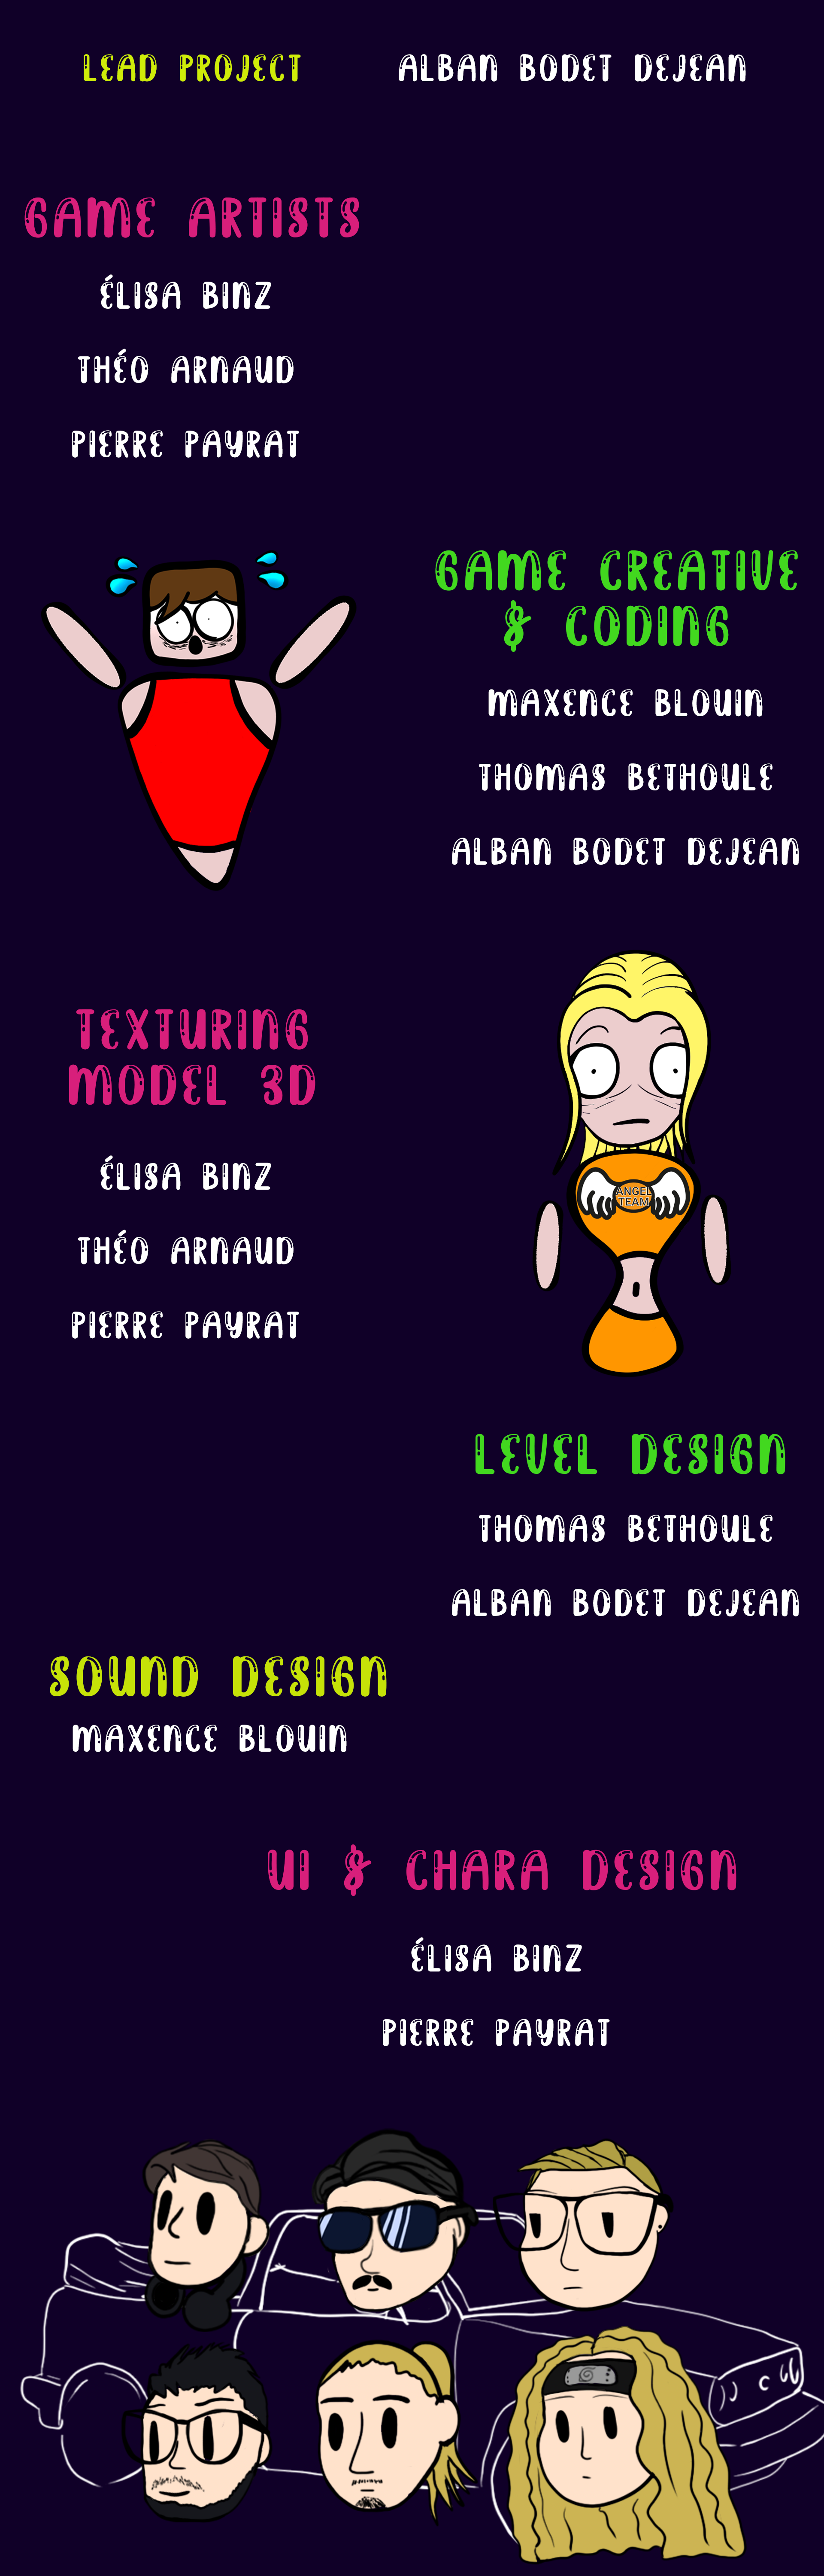 LEAD PROJECT ALBAN BODET DEJEAN
GAME ARTISTS
ÉLISA BINZ
THÉO ARNAUD
PIERRE PAYRAT
GAME CREATIVE
& CODING
MAXENCE BLOUIN
THOMAS BETHOULE
ALBAN BODET DEJEAN
TEXTURING
MODEL 3D
ÉLISA BINZ
THÉO ARNAUD
PIERRE PAYRAT
ANGEL
TEAM
LEVEL DESIGN
THOMAS BETHOULE
ALBAN BODET DEJEAN
SOUND DESIGN
MAXENCE BLOUIN
UI & CHARA DESIGN
ÉLISA BINZ
PIERRE PAYRAT